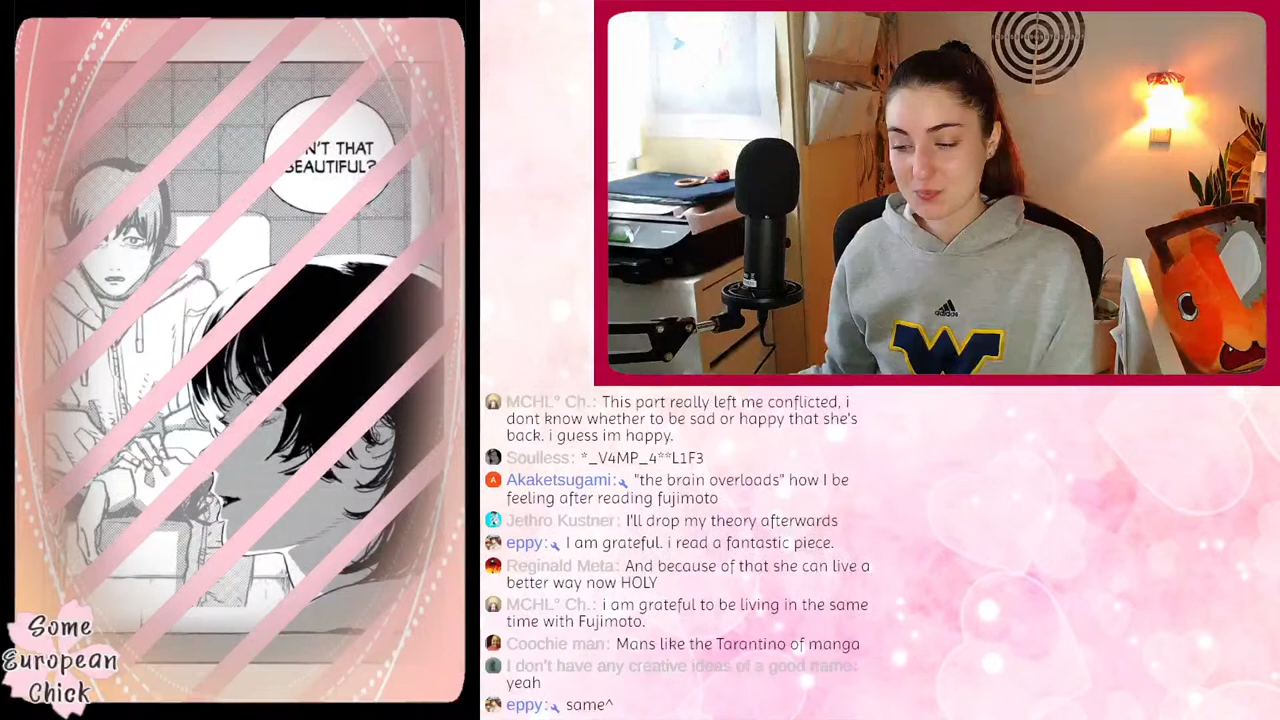 N'T THAT
BEAUTIFUL?
Some
European
Chick
adidas
W
MCHL° Ch.: This part really left me conflicted, i
dont know whether to be sad or happy that she's
back. i guess im happy.
Soulless: *_V4MP_4**L1F3
A Akaketsugami: "the brain overloads" how I be
feeling after reading fujimoto
Jethro Kustner: I'll drop my theory afterwards
eppy: I am grateful. i read a fantastic piece.
Reginald Meta: And because of that she can live a
better way now HOLY
MCHL° Ch.: i am grateful to be living in the same
time with Fujimoto.
Coochie man: Mans like the Tarantino of manga
I don't have any creative ideas of a good name:
yeah
eppy: same^